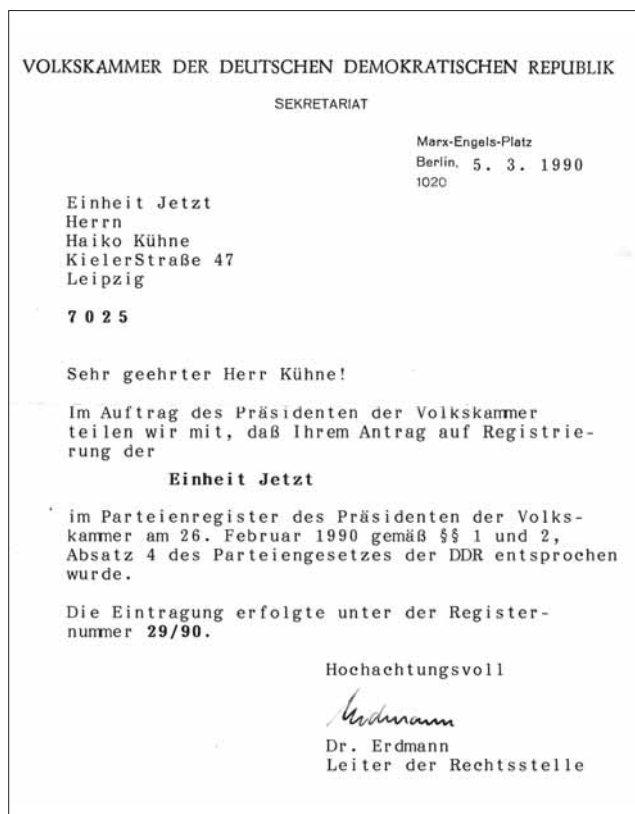 VOLKSKAMMER DER DEUTSCHEN DEMOKRATISCHEN REPUBLIK
SEKRETARIAT
Marx-Engels-Platz
Berlin, 5. 3. 1990
1020
Einheit Jetzt
Herrn
Haiko Kühne
KielerStraße 47
Leipzig
7025
Sehr geehrter Herr Kühne!
Im Auftrag des Präsidenten der Volkskammer
teilen wir mit, daß Ihrem Antrag auf Registrie-
rung der
Einheit Jetzt
im Parteienregister des Präsidenten der Volks-
kammer am 26. Februar 1990 gemäß §§ 1 und 2,
Absatz 4 des Parteiengesetzes der DDR entsprochen
wurde.
Die Eintragung erfolgte unter der Register-
nummer 29/90.
Hochachtungsvoll
Erdmann
Dr. Erdmann
Leiter der Rechtsstelle